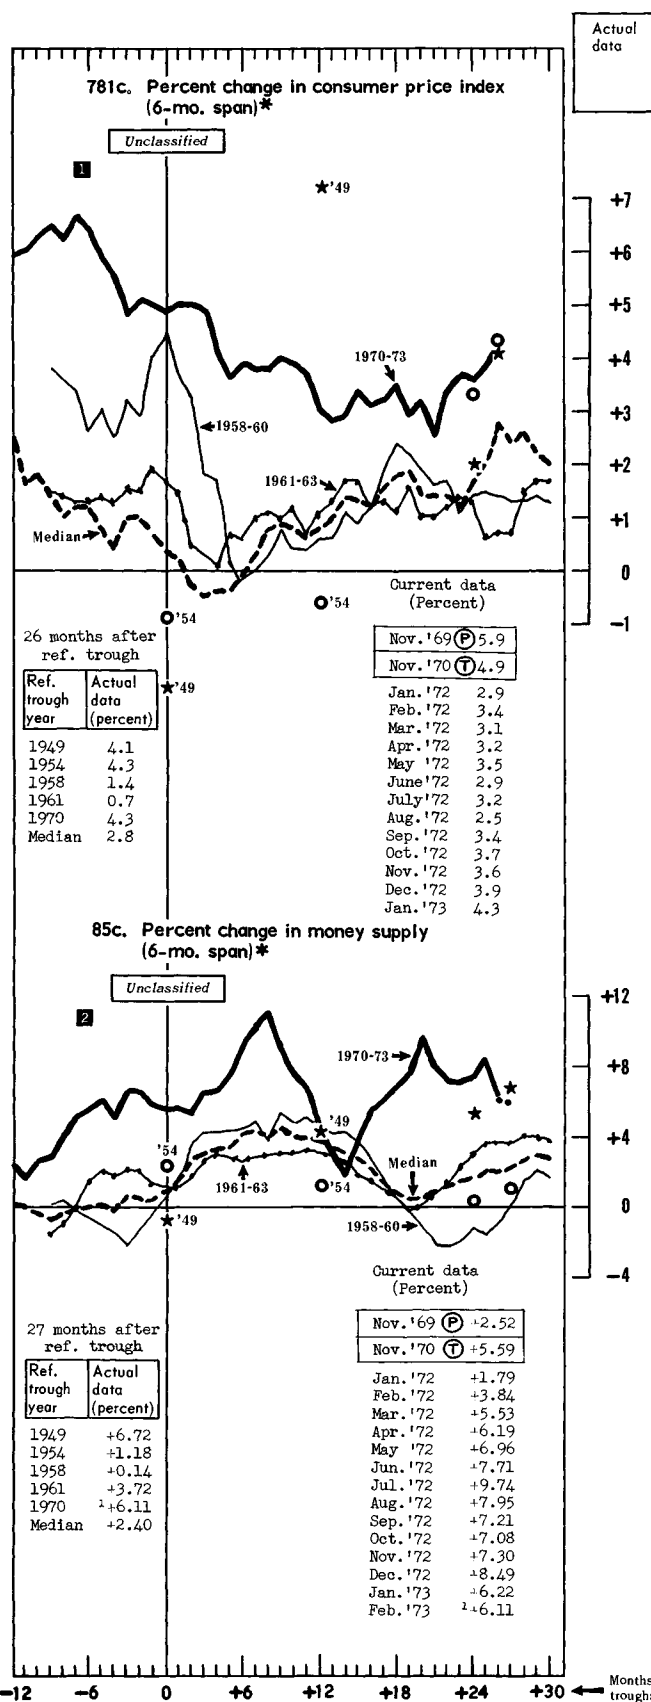 Actual
data
781c. Percent change in consumer price index
(6-mo. span)*
Unclassified
1
★'49
+7
+6
+5
+4
+3
+2
+1
0
-1
1970-73
1958-60
1961-63
Median
'54
'54
'49
Current data
(Percent)
Nov.'69 Ⓟ 5.9
Nov.'70 Ⓣ 4.9
Jan.'72 2.9
Feb.'72 3.4
Mar.'72 3.1
Apr.'72 3.2
May '72 3.5
June'72 2.9
July'72 3.2
Aug.'72 2.5
Sep.'72 3.4
Oct.'72 3.7
Nov.'72 3.6
Dec.'72 3.9
Jan.'73 4.3
26 months after
ref. trough
Ref. trough year Actual data (percent)
1949 4.1
1954 4.3
1958 1.4
1961 0.7
1970 4.3
Median 2.8
85c. Percent change in money supply
(6-mo. span)*
Unclassified
2
+12
+8
+4
0
-4
1970-73
'49
'54
'54
Median
1961-63
★'49
1958-60
Current data
(Percent)
Nov.'69 Ⓟ +2.52
Nov.'70 Ⓣ +5.59
Jan.'72 +1.79
Feb.'72 +3.84
Mar.'72 +5.53
Apr.'72 +6.19
May '72 +6.96
Jun.'72 +7.71
Jul.'72 +9.74
Aug.'72 +7.95
Sep.'72 +7.21
Oct.'72 +7.08
Nov.'72 +7.30
Dec.'72 +8.49
Jan.'73 +6.22
Feb.'73 ¹+6.11
27 months after
ref. trough
Ref. trough year Actual data (percent)
1949 +6.72
1954 +1.18
1958 +0.14
1961 +3.72
1970 ¹+6.11
Median +2.40
-12 -6 0 +6 +12 +18 +24 +30
Months
troughs